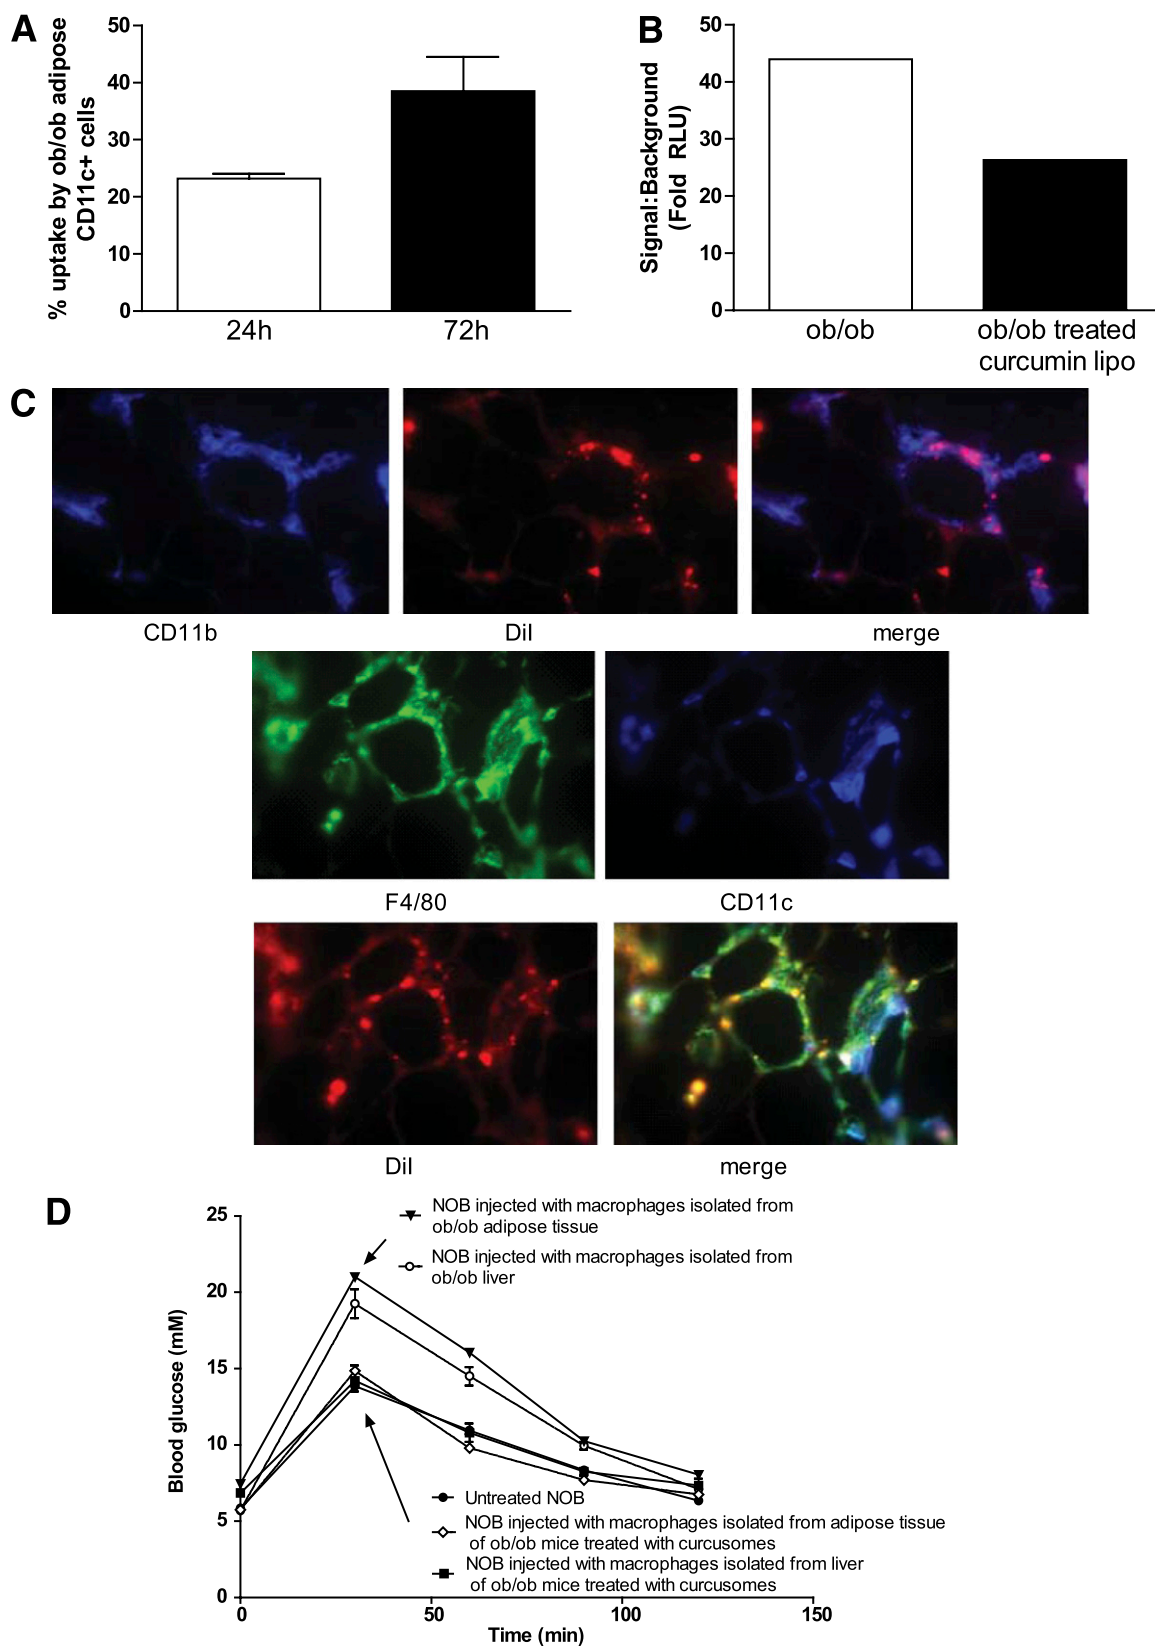 A
% uptake by ob/ob adipose
CD11c+ cells
50
40
30
20
10
0
24h
72h
B
Signal:Background
(Fold RLU)
50
40
30
20
10
0
ob/ob
ob/ob treated
curcumin lipo
C
CD11b
DiI
merge
F4/80
CD11c
DiI
merge
D
NOB injected with macrophages isolated from
ob/ob adipose tissue
NOB injected with macrophages isolated from
ob/ob liver
Blood glucose (mM)
25
20
15
10
5
0
Untreated NOB
NOB injected with macrophages isolated from adipose tissue
of ob/ob mice treated with curcusomes
NOB injected with macrophages isolated from liver
of ob/ob mice treated with curcusomes
0
50
100
150
Time (min)